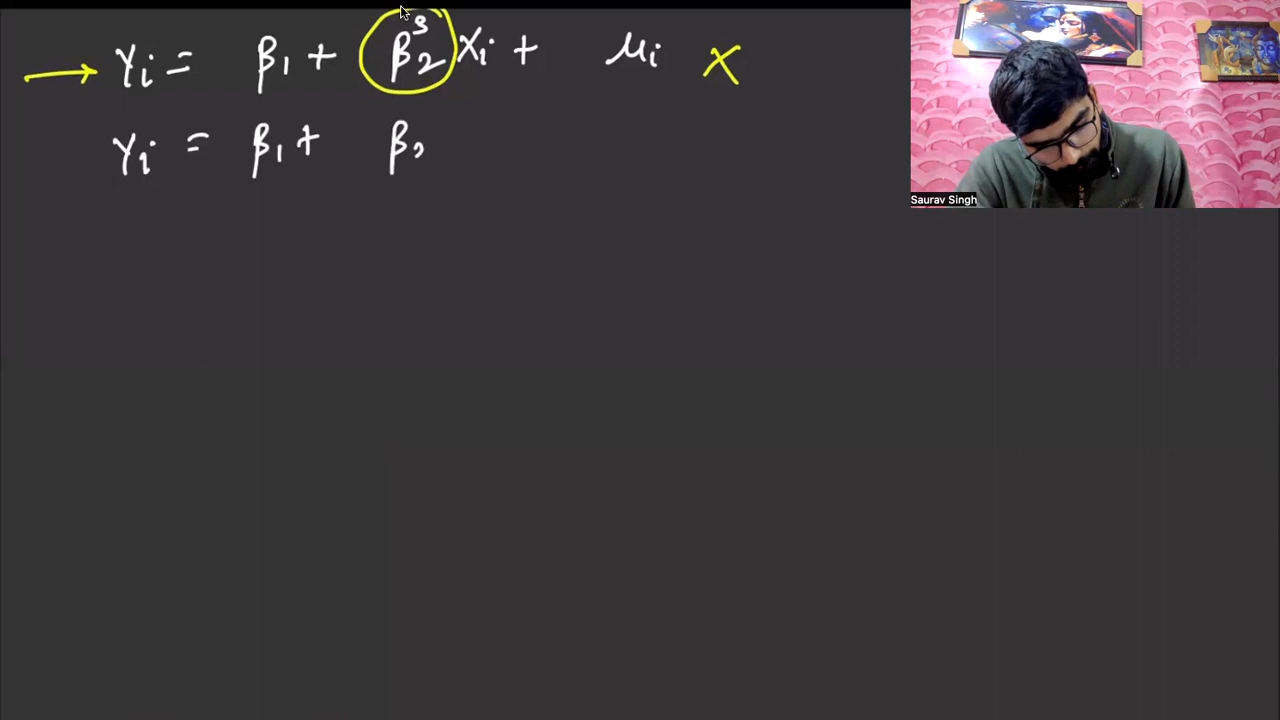 Yi = β1 + β2³ Xi + μi X
Yi = β1 + β2
Saurav Singh